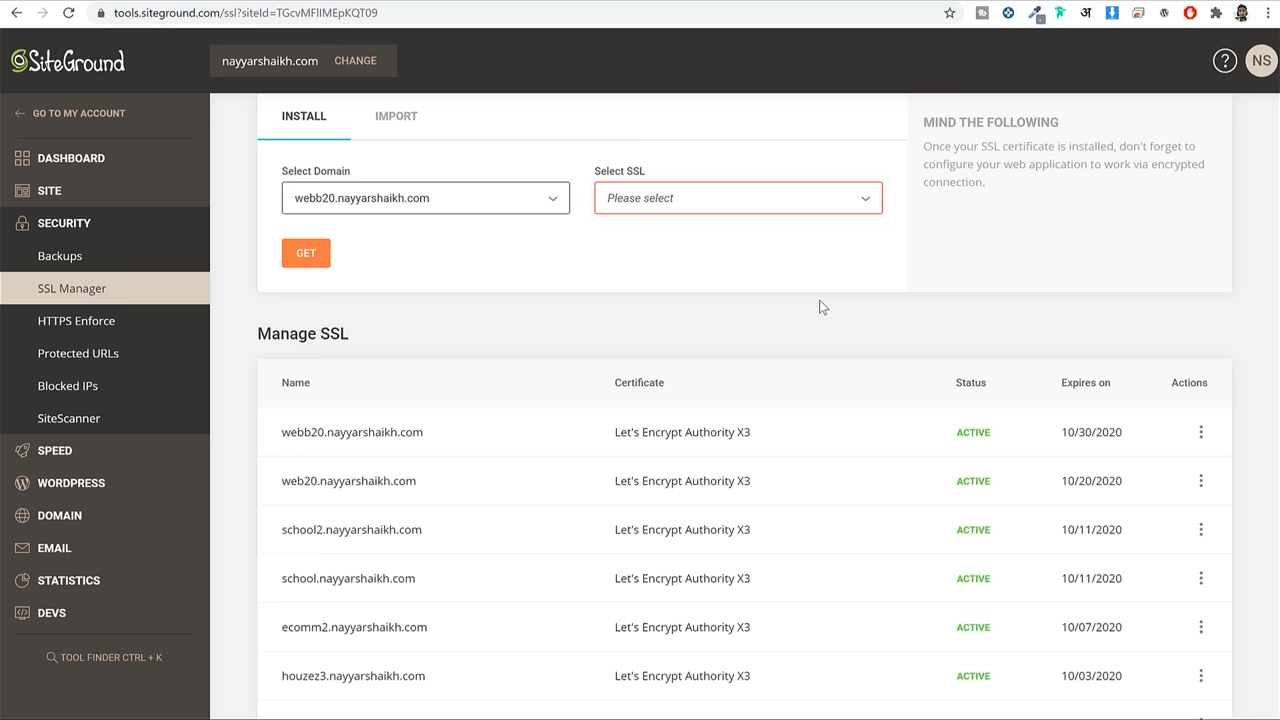 tools.siteground.com/ssl?siteId=TGcvMFlIMEpKQT09
SiteGround
nayyarshaikh.com CHANGE
? NS
GO TO MY ACCOUNT
DASHBOARD
SITE
SECURITY
Backups
SSL Manager
HTTPS Enforce
Protected URLs
Blocked IPs
SiteScanner
SPEED
WORDPRESS
DOMAIN
EMAIL
STATISTICS
DEVS
TOOL FINDER CTRL + K
INSTALL IMPORT
Select Domain Select SSL
webb20.nayyarshaikh.com Please select
GET
MIND THE FOLLOWING
Once your SSL certificate is installed, don't forget to
configure your web application to work via encrypted
connection.
Manage SSL
Name Certificate Status Expires on Actions
webb20.nayyarshaikh.com Let's Encrypt Authority X3 ACTIVE 10/30/2020
web20.nayyarshaikh.com Let's Encrypt Authority X3 ACTIVE 10/20/2020
school2.nayyarshaikh.com Let's Encrypt Authority X3 ACTIVE 10/11/2020
school.nayyarshaikh.com Let's Encrypt Authority X3 ACTIVE 10/11/2020
ecomm2.nayyarshaikh.com Let's Encrypt Authority X3 ACTIVE 10/07/2020
houzez3.nayyarshaikh.com Let's Encrypt Authority X3 ACTIVE 10/03/2020